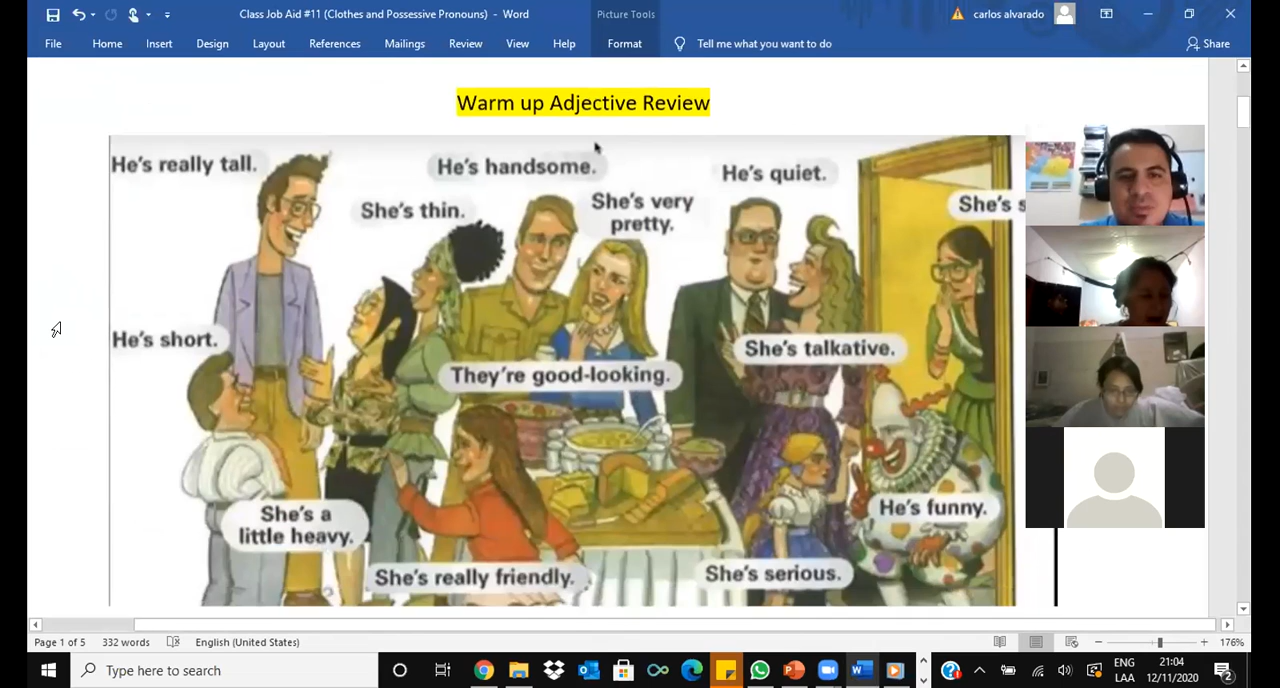 Class Job Aid #11 (Clothes and Possessive Pronouns) - Word
Picture Tools
carlos alvarado
File Home Insert Design Layout References Mailings Review View Help Format Tell me what you want to do Share
Warm up Adjective Review
He's really tall.
He's handsome.
He's quiet.
She's thin.
She's very
pretty.
She's s
He's short.
They're good-looking.
She's talkative.
She's a
little heavy.
He's funny.
She's really friendly.
She's serious.
Page 1 of 5 332 words English (United States) 176%
Type here to search
ENG
LAA
21:04
12/11/2020
2